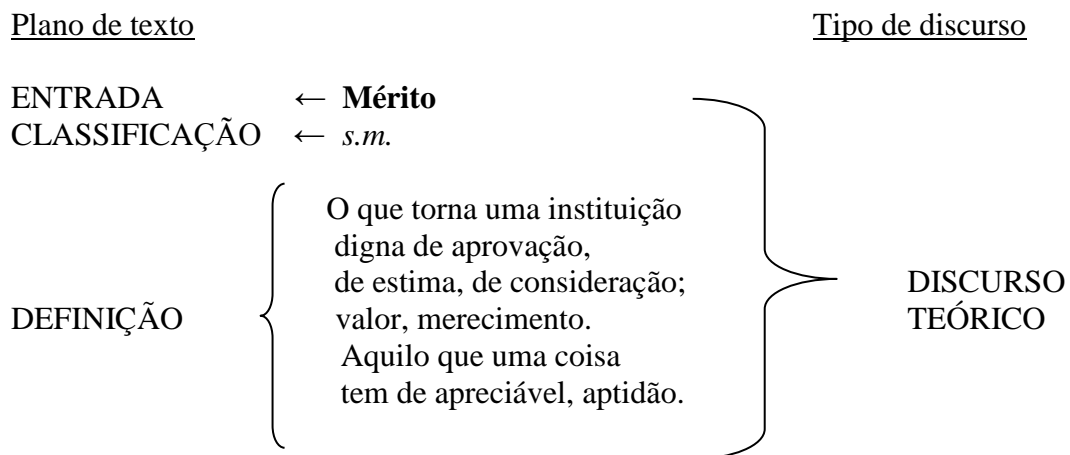 Plano de texto Tipo de discurso
ENTRADA ← Mérito
CLASSIFICAÇÃO ← s.m.
O que torna uma instituição
digna de aprovação,
de estima, de consideração; DISCURSO
DEFINIÇÃO valor, merecimento. TEÓRICO
Aquilo que uma coisa
tem de apreciável, aptidão.